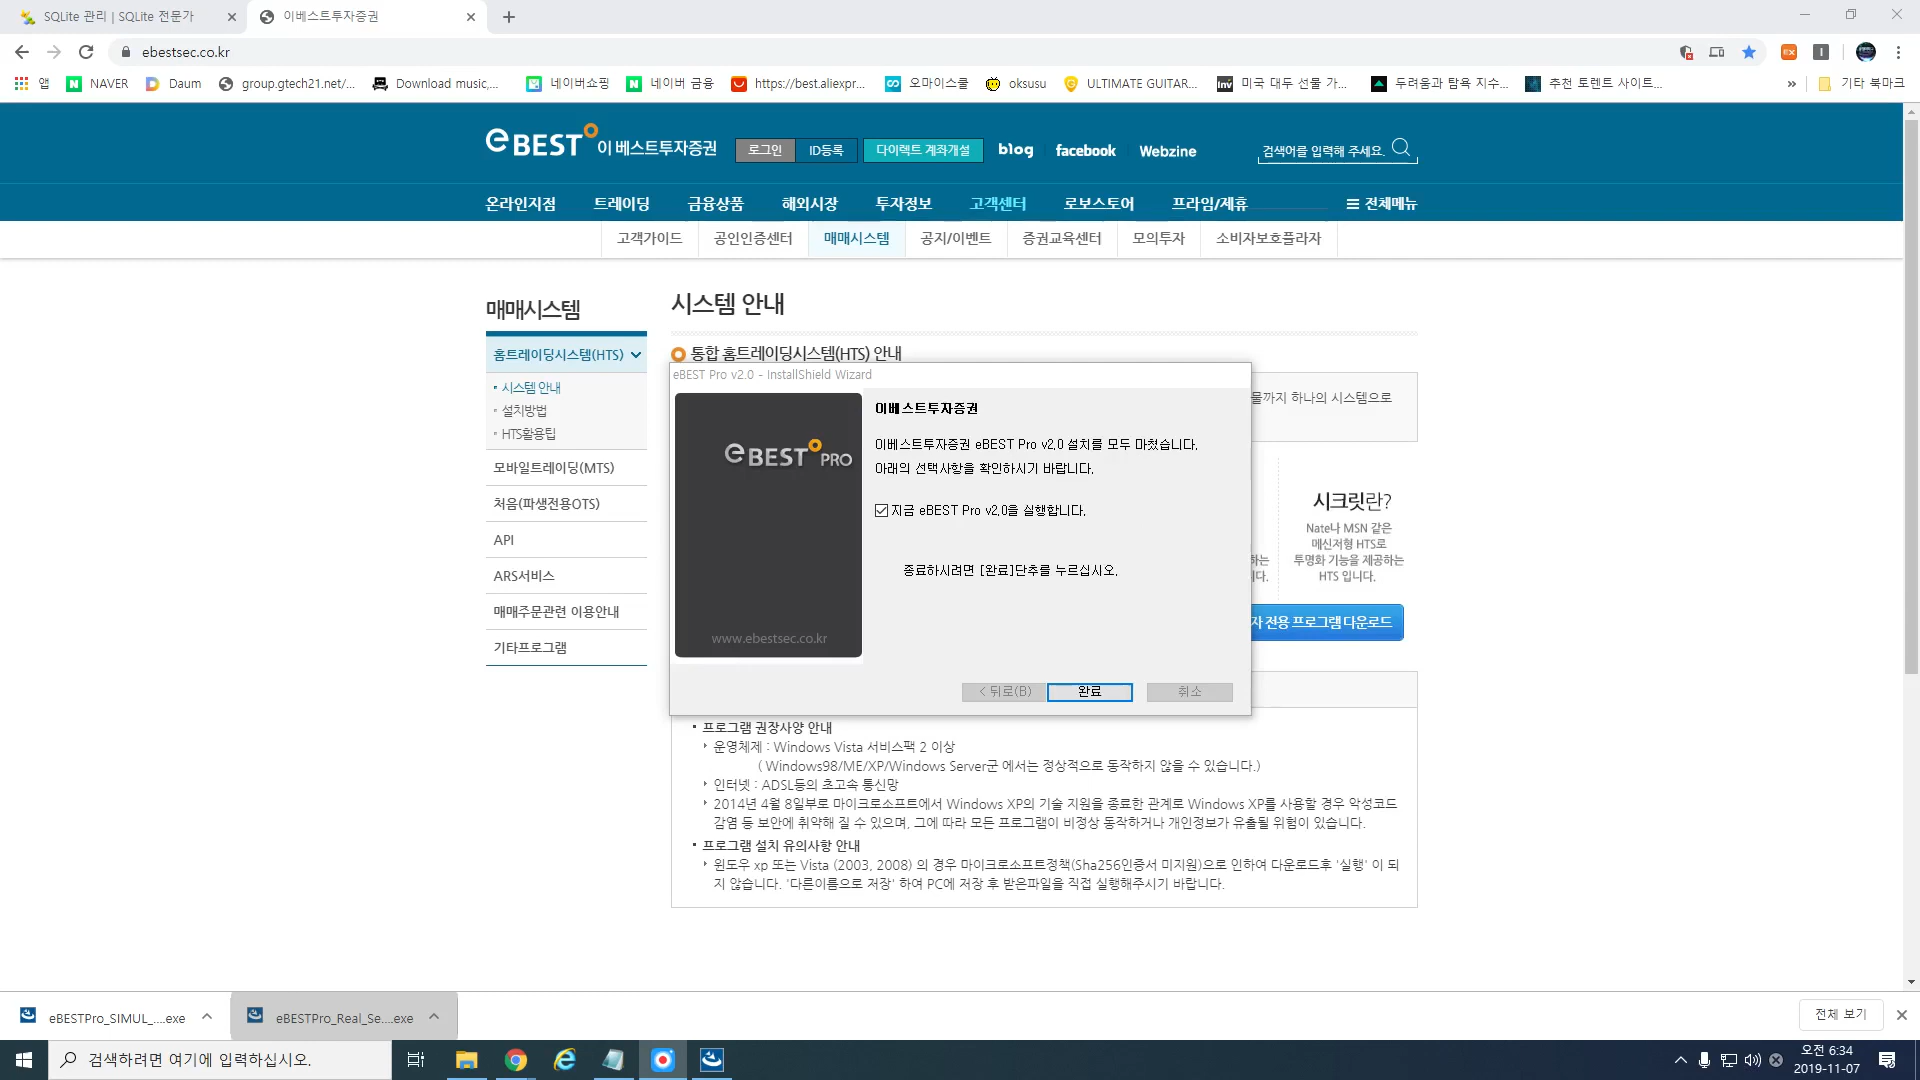 SQLite 관리 | SQLite 전문가
이베스트투자증권
ebestsec.co.kr
앱
NAVER
Daum
group.gtech21.net/...
Download music,...
네이버쇼핑
네이버 금융
https://best.aliexpr...
오마이스쿨
oksusu
ULTIMATE GUITAR...
미국 대두 선물 가...
두려움과 탐욕 지수...
추천 토렌트 사이트...
»
기타 북마크
eBEST 이베스트투자증권
로그인
ID등록
다이렉트 계좌개설
blog
facebook
Webzine
검색어를 입력해 주세요.
온라인지점
트레이딩
금융상품
해외시장
투자정보
고객센터
로보스토어
프라임/제휴
전체메뉴
고객가이드
공인인증센터
매매시스템
공지/이벤트
증권교육센터
모의투자
소비자보호플라자
매매시스템
홈트레이딩시스템(HTS)
시스템 안내
설치방법
HTS활용팁
모바일트레이딩(MTS)
처음(파생전용OTS)
API
ARS서비스
매매주문관련 이용안내
기타프로그램
시스템 안내
통합 홈트레이딩시스템(HTS) 안내
물까지 하나의 시스템으로
eBEST Pro v2.0 - InstallShield Wizard
eBEST PRO
www.ebestsec.co.kr
이베스트투자증권
이베스트투자증권 eBEST Pro v2.0 설치를 모두 마쳤습니다.
아래의 선택사항을 확인하시기 바랍니다.
지금 eBEST Pro v2.0을 실행합니다.
종료하시려면 [완료]단추를 누르십시오.
< 뒤로(B)
완료
취소
시크릿란?
Nate나 MSN 같은
메신저형 HTS로
하는
투명화 기능을 제공하는
니다.
HTS 입니다.
자 전용 프로그램 다운로드
프로그램 권장사양 안내
운영체제 : Windows Vista 서비스팩 2 이상
( Windows98/ME/XP/Windows Server군 에서는 정상적으로 동작하지 않을 수 있습니다.)
인터넷 : ADSL등의 초고속 통신망
2014년 4월 8일부로 마이크로소프트에서 Windows XP의 기술 지원을 종료한 관계로 Windows XP를 사용할 경우 악성코드
감염 등 보안에 취약해 질 수 있으며, 그에 따라 모든 프로그램이 비정상 동작하거나 개인정보가 유출될 위험이 있습니다.
프로그램 설치 유의사항 안내
윈도우 xp 또는 Vista (2003, 2008) 의 경우 마이크로소프트정책(Sha256인증서 미지원)으로 인하여 다운로드후 '실행' 이 되
지 않습니다. '다른이름으로 저장' 하여 PC에 저장 후 받은파일을 직접 실행해주시기 바랍니다.
eBESTPro_SIMUL_....exe
eBESTPro_Real_Se....exe
전체 보기
검색하려면 여기에 입력하십시오.
오전 6:34
2019-11-07